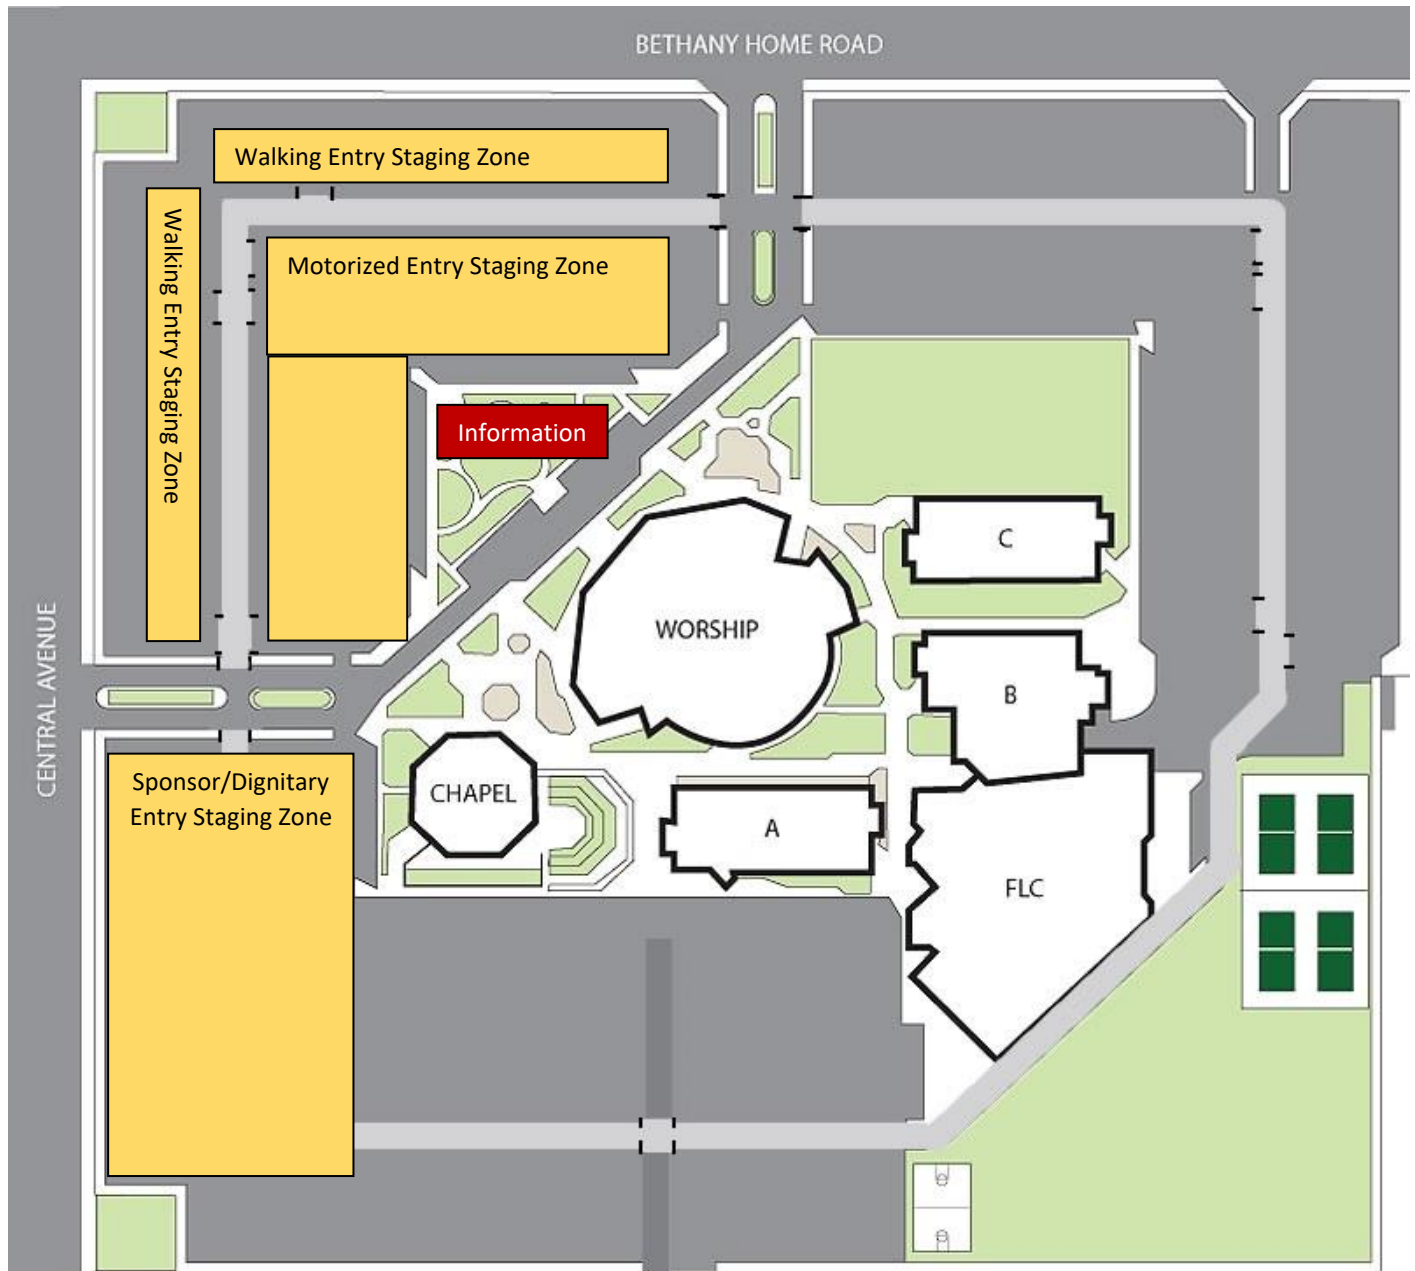 BETHANY HOME ROAD
Walking Entry Staging Zone
Walking Entry Staging Zone
Motorized Entry Staging Zone
Information
C
WORSHIP
B
CENTRAL AVENUE
Sponsor/Dignitary
Entry Staging Zone
CHAPEL
A
FLC